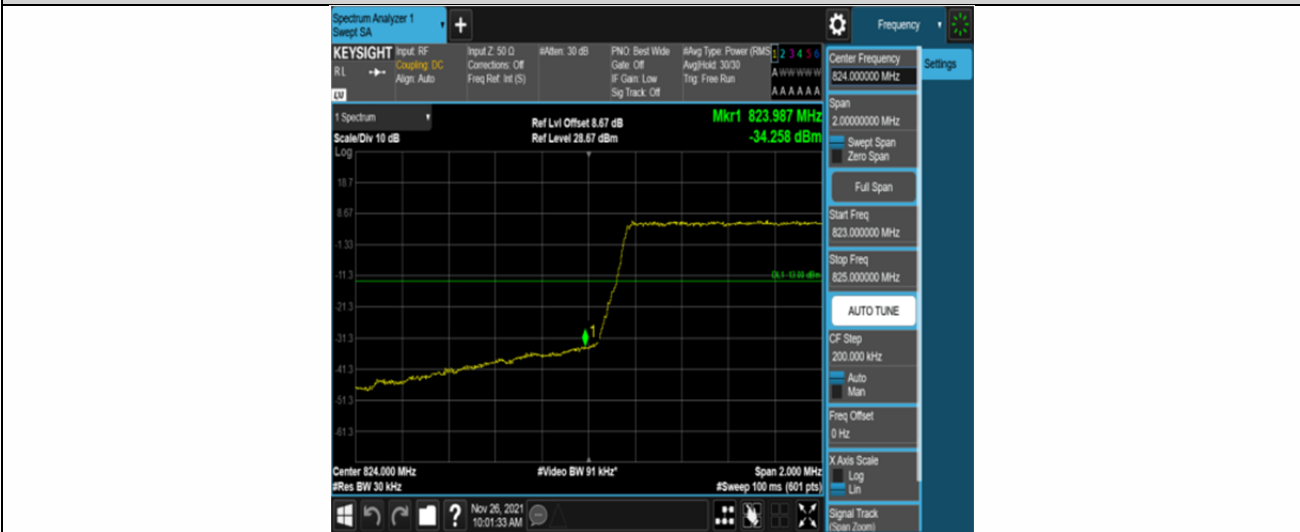 Spectrum Analyzer 1
Swept SA
+
Frequency
KEYSIGHT
R L
Input: RF
Coupling: DC
Align: Auto
Input Z: 50 Ω
Corrections: Off
Freq Ref: Int (S)
#Atten: 30 dB
PNO: Best Wide
Gate: Off
IF Gain: Low
Sig Track: Off
#Avg Type: Power (RMS
Avg|Hold: 30/30
Trig: Free Run
1 2 3 4 5 6
A W W W W W
A A A A A A
1 Spectrum
Scale/Div 10 dB
Log
Ref Lvl Offset 8.67 dB
Ref Level 28.67 dBm
Mkr1 823.987 MHz
-34.258 dBm
18.7
8.67
-1.33
-11.3
-21.3
-31.3
-41.3
-51.3
-61.3
DL1 -13.00 dBm
1
Center 824.000 MHz
#Res BW 30 kHz
#Video BW 91 kHz*
Span 2.000 MHz
#Sweep 100 ms (601 pts)
Center Frequency
824.000000 MHz
Settings
Span
2.00000000 MHz
Swept Span
Zero Span
Full Span
Start Freq
823.000000 MHz
Stop Freq
825.000000 MHz
AUTO TUNE
CF Step
200.000 kHz
Auto
Man
Freq Offset
0 Hz
X Axis Scale
Log
Lin
Signal Track
(Span Zoom)
?
Nov 26, 2021
10:01:33 AM